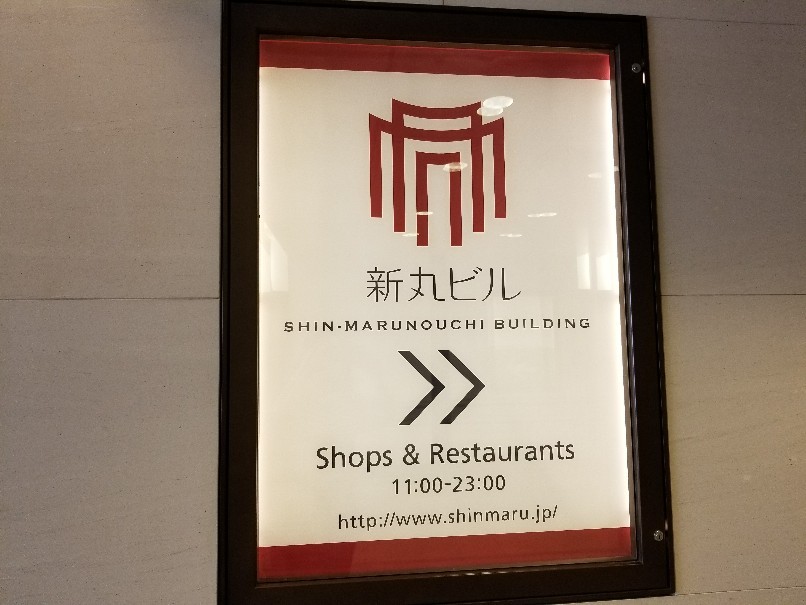 新丸ビル
SHIN-MARUNOUCHI BUILDING
Shops & Restaurants
11:00-23:00
http://www.shinmaru.jp/